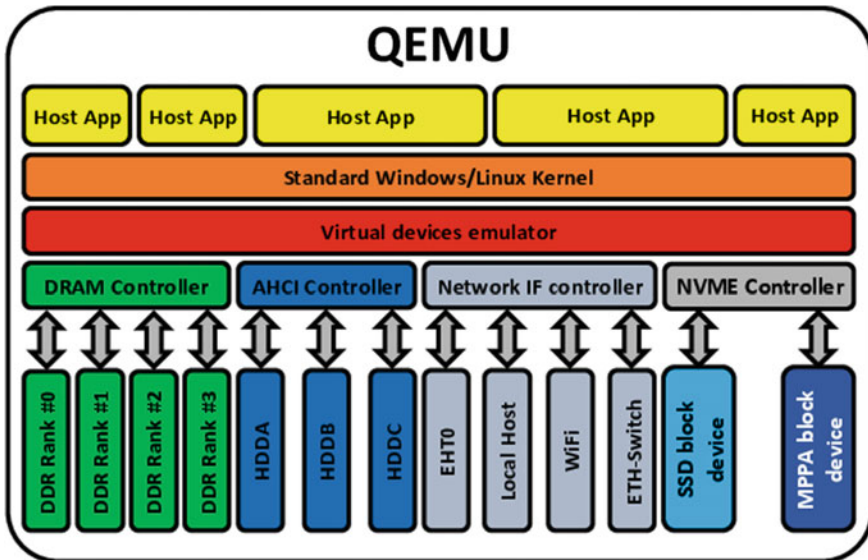 QEMU
Host App
Host App
Host App
Host App
Host App
Standard Windows/Linux Kernel
Virtual devices emulator
DRAM Controller
AHCI Controller
Network IF controller
NVME Controller
DDR Rank #0
DDR Rank #1
DDR Rank #2
DDR Rank #3
HDDA
HDDB
HDDC
EHT0
Local Host
WiFi
ETH-Switch
SSD block
device
MPPA block
device